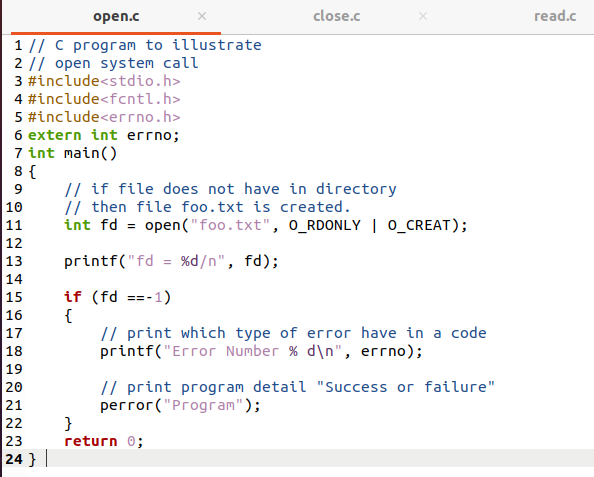 open.c × close.c × read.c
1 // C program to illustrate
2 // open system call
3 #include<stdio.h>
4 #include<fcntl.h>
5 #include<errno.h>
6 extern int errno;
7 int main()
8 {
9     // if file does not have in directory
10     // then file foo.txt is created.
11     int fd = open("foo.txt", O_RDONLY | O_CREAT);
12
13     printf("fd = %d/n", fd);
14
15     if (fd ==-1)
16     {
17         // print which type of error have in a code
18         printf("Error Number % d\n", errno);
19
20         // print program detail "Success or failure"
21         perror("Program");
22     }
23     return 0;
24 }